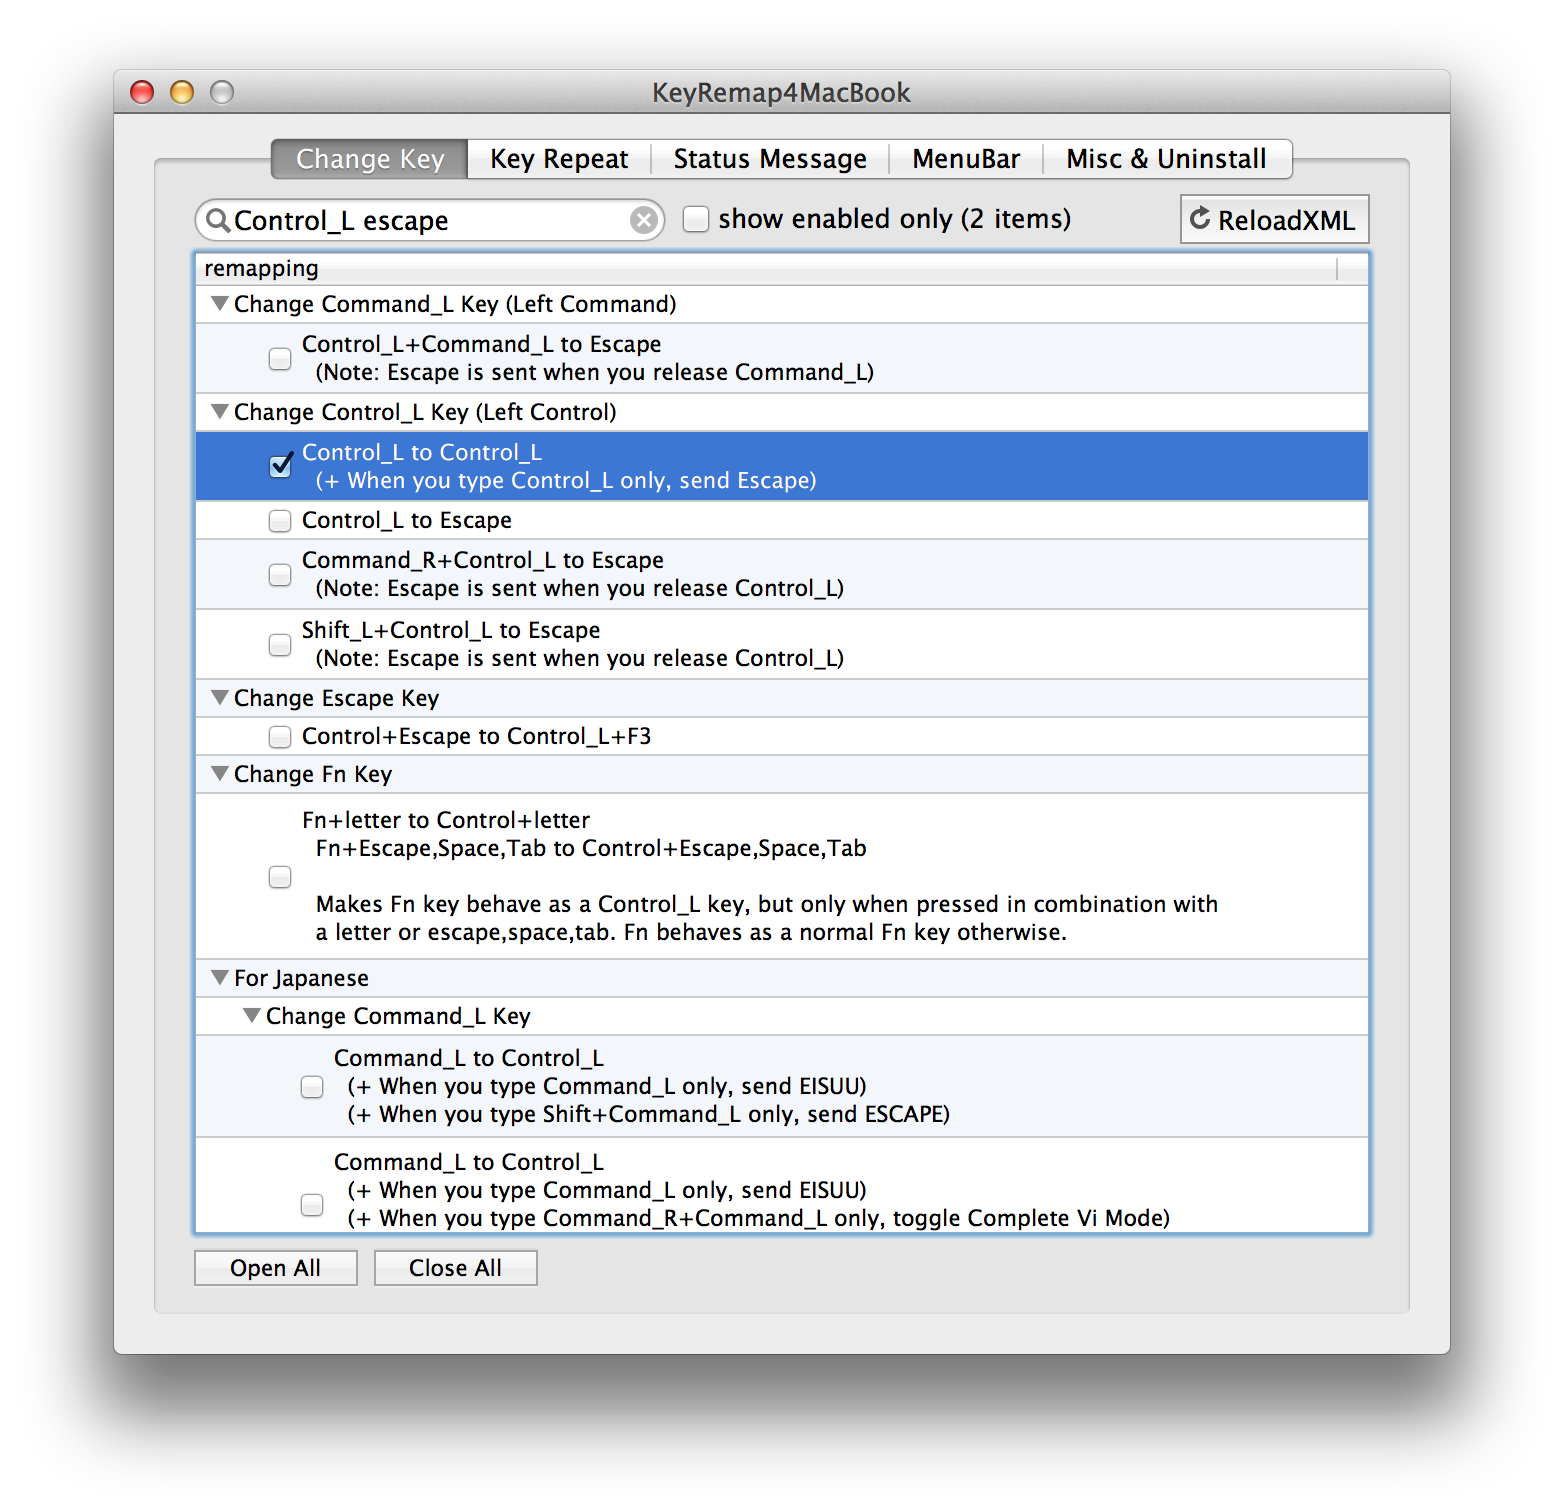 KeyRemap4MacBook
Change Key Key Repeat Status Message MenuBar Misc & Uninstall
Control_L escape show enabled only (2 items) ReloadXML
remapping
Change Command_L Key (Left Command)
Control_L+Command_L to Escape
(Note: Escape is sent when you release Command_L)
Change Control_L Key (Left Control)
Control_L to Control_L
(+ When you type Control_L only, send Escape)
Control_L to Escape
Command_R+Control_L to Escape
(Note: Escape is sent when you release Control_L)
Shift_L+Control_L to Escape
(Note: Escape is sent when you release Control_L)
Change Escape Key
Control+Escape to Control_L+F3
Change Fn Key
Fn+letter to Control+letter
Fn+Escape,Space,Tab to Control+Escape,Space,Tab
Makes Fn key behave as a Control_L key, but only when pressed in combination with
a letter or escape,space,tab. Fn behaves as a normal Fn key otherwise.
For Japanese
Change Command_L Key
Command_L to Control_L
(+ When you type Command_L only, send EISUU)
(+ When you type Shift+Command_L only, send ESCAPE)
Command_L to Control_L
(+ When you type Command_L only, send EISUU)
(+ When you type Command_R+Command_L only, toggle Complete Vi Mode)
Open All Close All